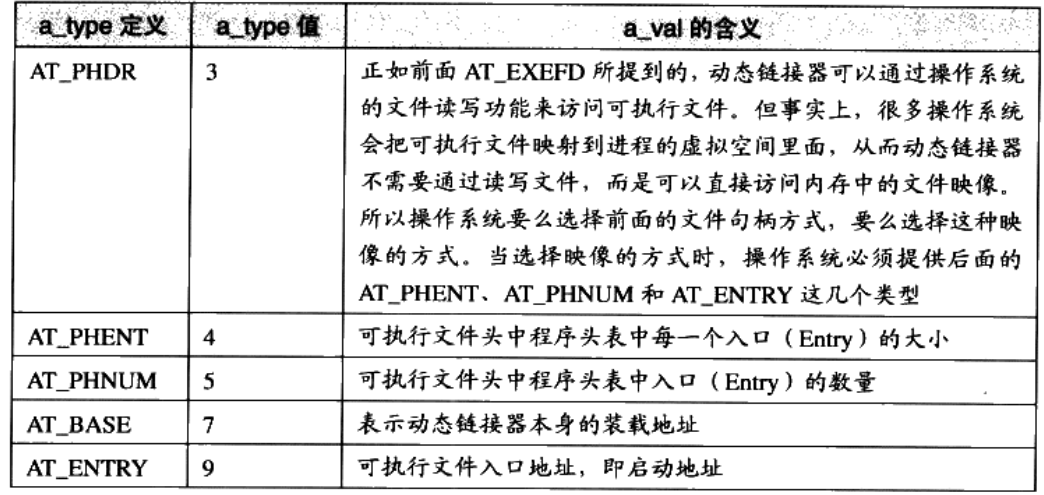 a_type 定义 a_type 值 a_val 的含义
AT_PHDR 3 正如前面 AT_EXEFD 所提到的，动态链接器可以通过操作系统
的文件读写功能来访问可执行文件。但事实上，很多操作系统
会把可执行文件映射到进程的虚拟空间里面，从而动态链接器
不需要通过读写文件，而是可以直接访问内存中的文件映像。
所以操作系统要么选择前面的文件句柄方式，要么选择这种映
像的方式。当选择映像的方式时，操作系统必须提供后面的
AT_PHENT、AT_PHNUM 和 AT_ENTRY 这几个类型
AT_PHENT 4 可执行文件头中程序头表中每一个入口（Entry）的大小
AT_PHNUM 5 可执行文件头中程序头表中入口（Entry）的数量
AT_BASE 7 表示动态链接器本身的装载地址
AT_ENTRY 9 可执行文件入口地址，即启动地址